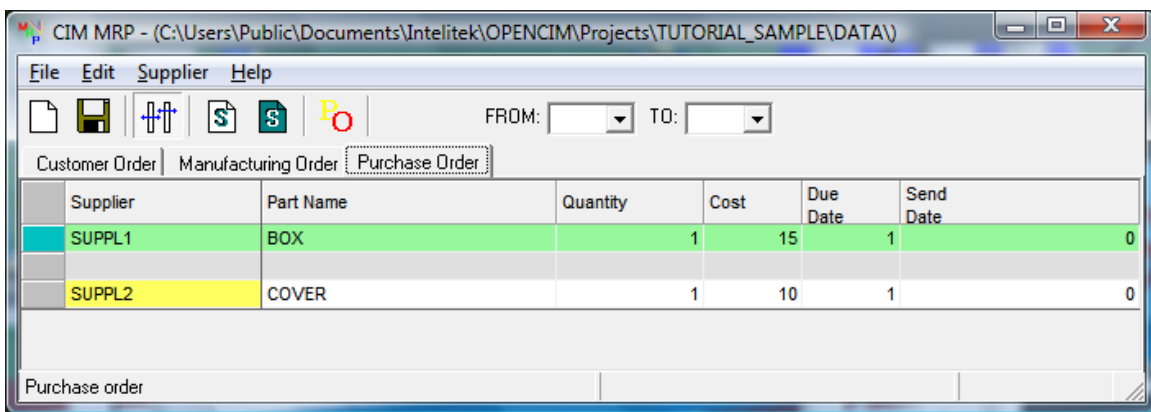 CIM MRP - (C:\Users\Public\Documents\Intelitek\OPENCIM\Projects\TUTORIAL_SAMPLE\DATA\)
File Edit Supplier Help
S S PO FROM: TO:
Customer Order Manufacturing Order Purchase Order
Supplier Part Name Quantity Cost Due Date Send Date
SUPPL1 BOX 1 15 1 0
SUPPL2 COVER 1 10 1 0
Purchase order